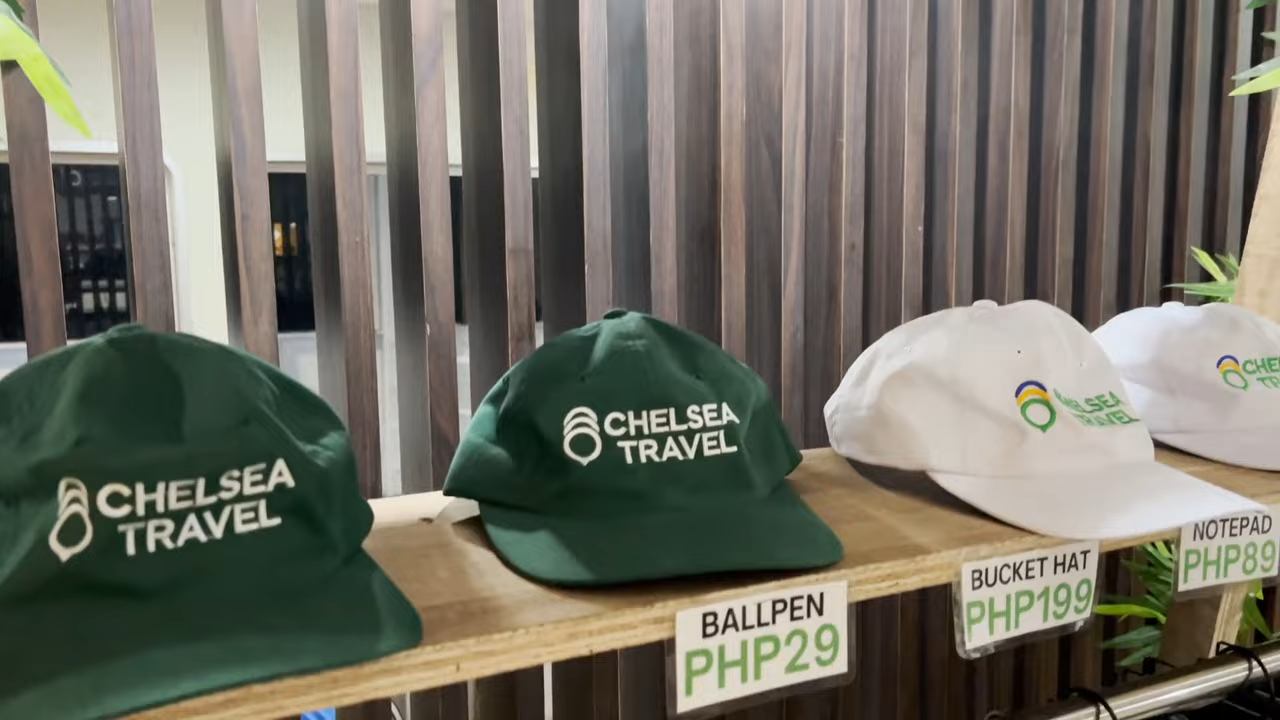 CHELSEA
TRAVEL
CHELSEA
TRAVEL
CHELSEA
TRAVEL
BALLPEN
PHP29
BUCKET HAT
PHP199
NOTEPAD
PHP89